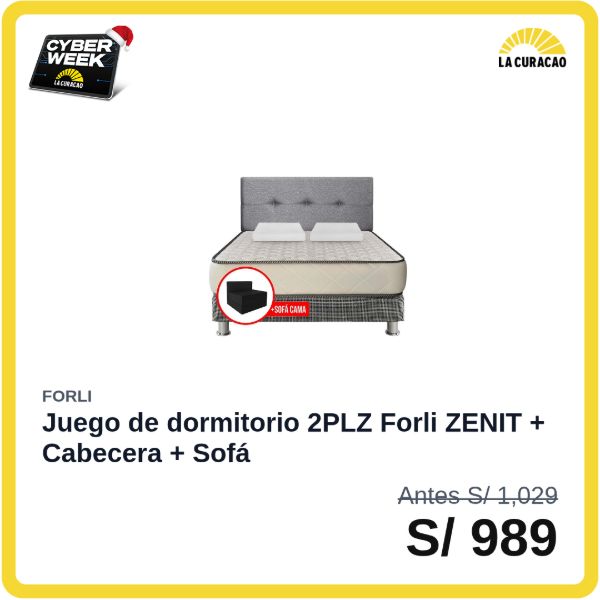 CYBER
WEEK
LA CURACAO
LA CURACAO
+SOFÁ CAMA
FORLI
Juego de dormitorio 2PLZ Forli ZENIT +
Cabecera + Sofá
Antes S/ 1,029
S/ 989